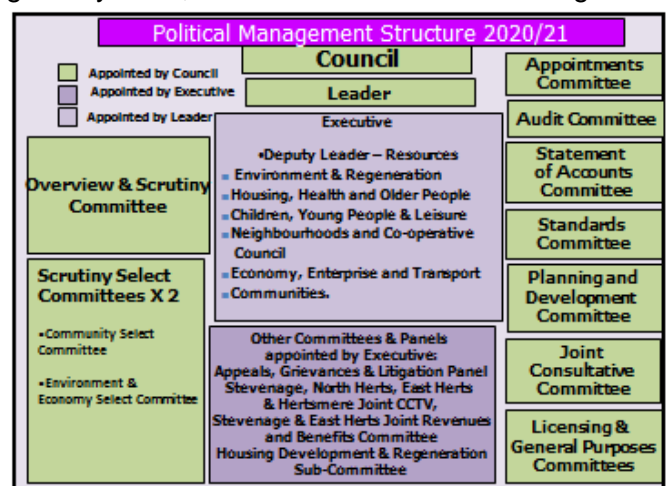 Political Management Structure 2020/21
Council
Leader
Appointed by Council
Appointed by Executive
Appointed by Leader
Overview & Scrutiny
Committee
Scrutiny Select
Committees X 2
•Community Select
Committee
•Environment &
Economy Select Committee
Executive
•Deputy Leader – Resources
▪Environment & Regeneration
▪Housing, Health and Older People
▪Children, Young People & Leisure
▪Neighbourhoods and Co-operative
Council
▪Economy, Enterprise and Transport
▪Communities.
Other Committees & Panels
appointed by Executive:
Appeals, Grievances & Litigation Panel
Stevenage, North Herts, East Herts
& Hertsmere Joint CCTV,
Stevenage & East Herts Joint Revenues
and Benefits Committee
Housing Development & Regeneration
Sub-Committee
Appointments
Committee
Audit Committee
Statement
of Accounts
Committee
Standards
Committee
Planning and
Development
Committee
Joint
Consultative
Committee
Licensing &
General Purposes
Committees